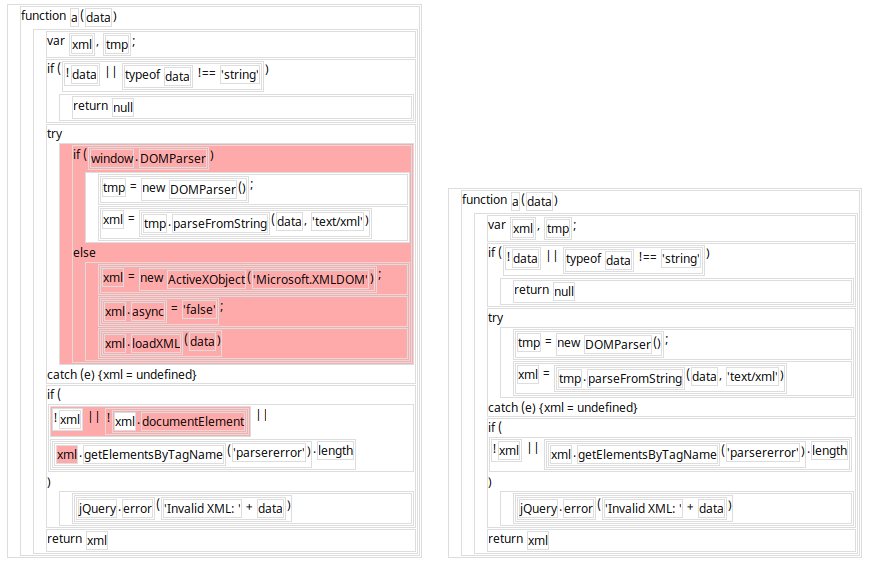 function a(data)
var xml, tmp;
if (!data || typeof data !== 'string')
return null
try
if (window.DOMParser)
tmp = new DOMParser();
xml = tmp.parseFromString(data, 'text/xml')
else
xml = new ActiveXObject('Microsoft.XMLDOM');
xml.async = 'false';
xml.loadXML(data)
catch (e) {xml = undefined}
if (
!xml || !xml.documentElement ||
xml.getElementsByTagName('parsererror').length
)
jQuery.error('Invalid XML: ' + data)
return xml
function a(data)
var xml, tmp;
if (!data || typeof data !== 'string')
return null
try
tmp = new DOMParser();
xml = tmp.parseFromString(data, 'text/xml')
catch (e) {xml = undefined}
if (
!xml || xml.getElementsByTagName('parsererror').length
)
jQuery.error('Invalid XML: ' + data)
return xml